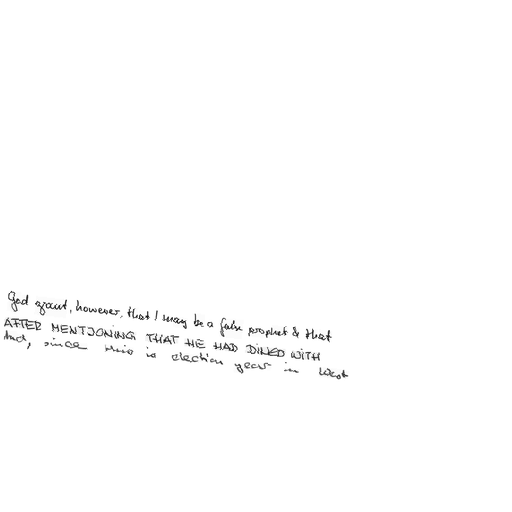 God grant, however, that I may be a false prophet & that
AFTER MENTIONING THAT HE HAD DINED WITH
And, since this is election year in West